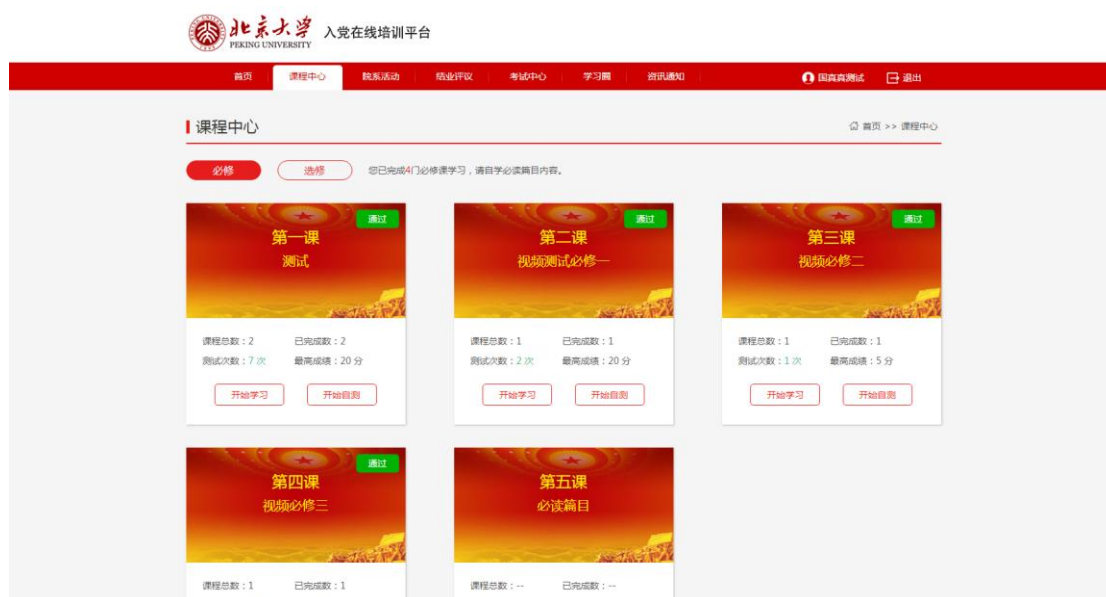 北京大学 入党在线培训平台
PEKING UNIVERSITY
首页 课程中心 院系活动 结业评议 考试中心 学习圈 资讯通知 国真真测试 退出
课程中心 首页 >> 课程中心
必修 选修 您已完成4门必修课学习，请自学必读篇目内容。
通过 通过 通过
第一课 第二课 第三课
测试 视频测试必修一 视频必修二
课程总数：2 已完成数：2 课程总数：1 已完成数：1 课程总数：1 已完成数：1
测试次数：7 次 最高成绩：20 分 测试次数：2 次 最高成绩：20 分 测试次数：1 次 最高成绩：5 分
开始学习 开始自测 开始学习 开始自测 开始学习 开始自测
通过
第四课 第五课
视频必修三 必读篇目
课程总数：1 已完成数：1 课程总数：-- 已完成数：--